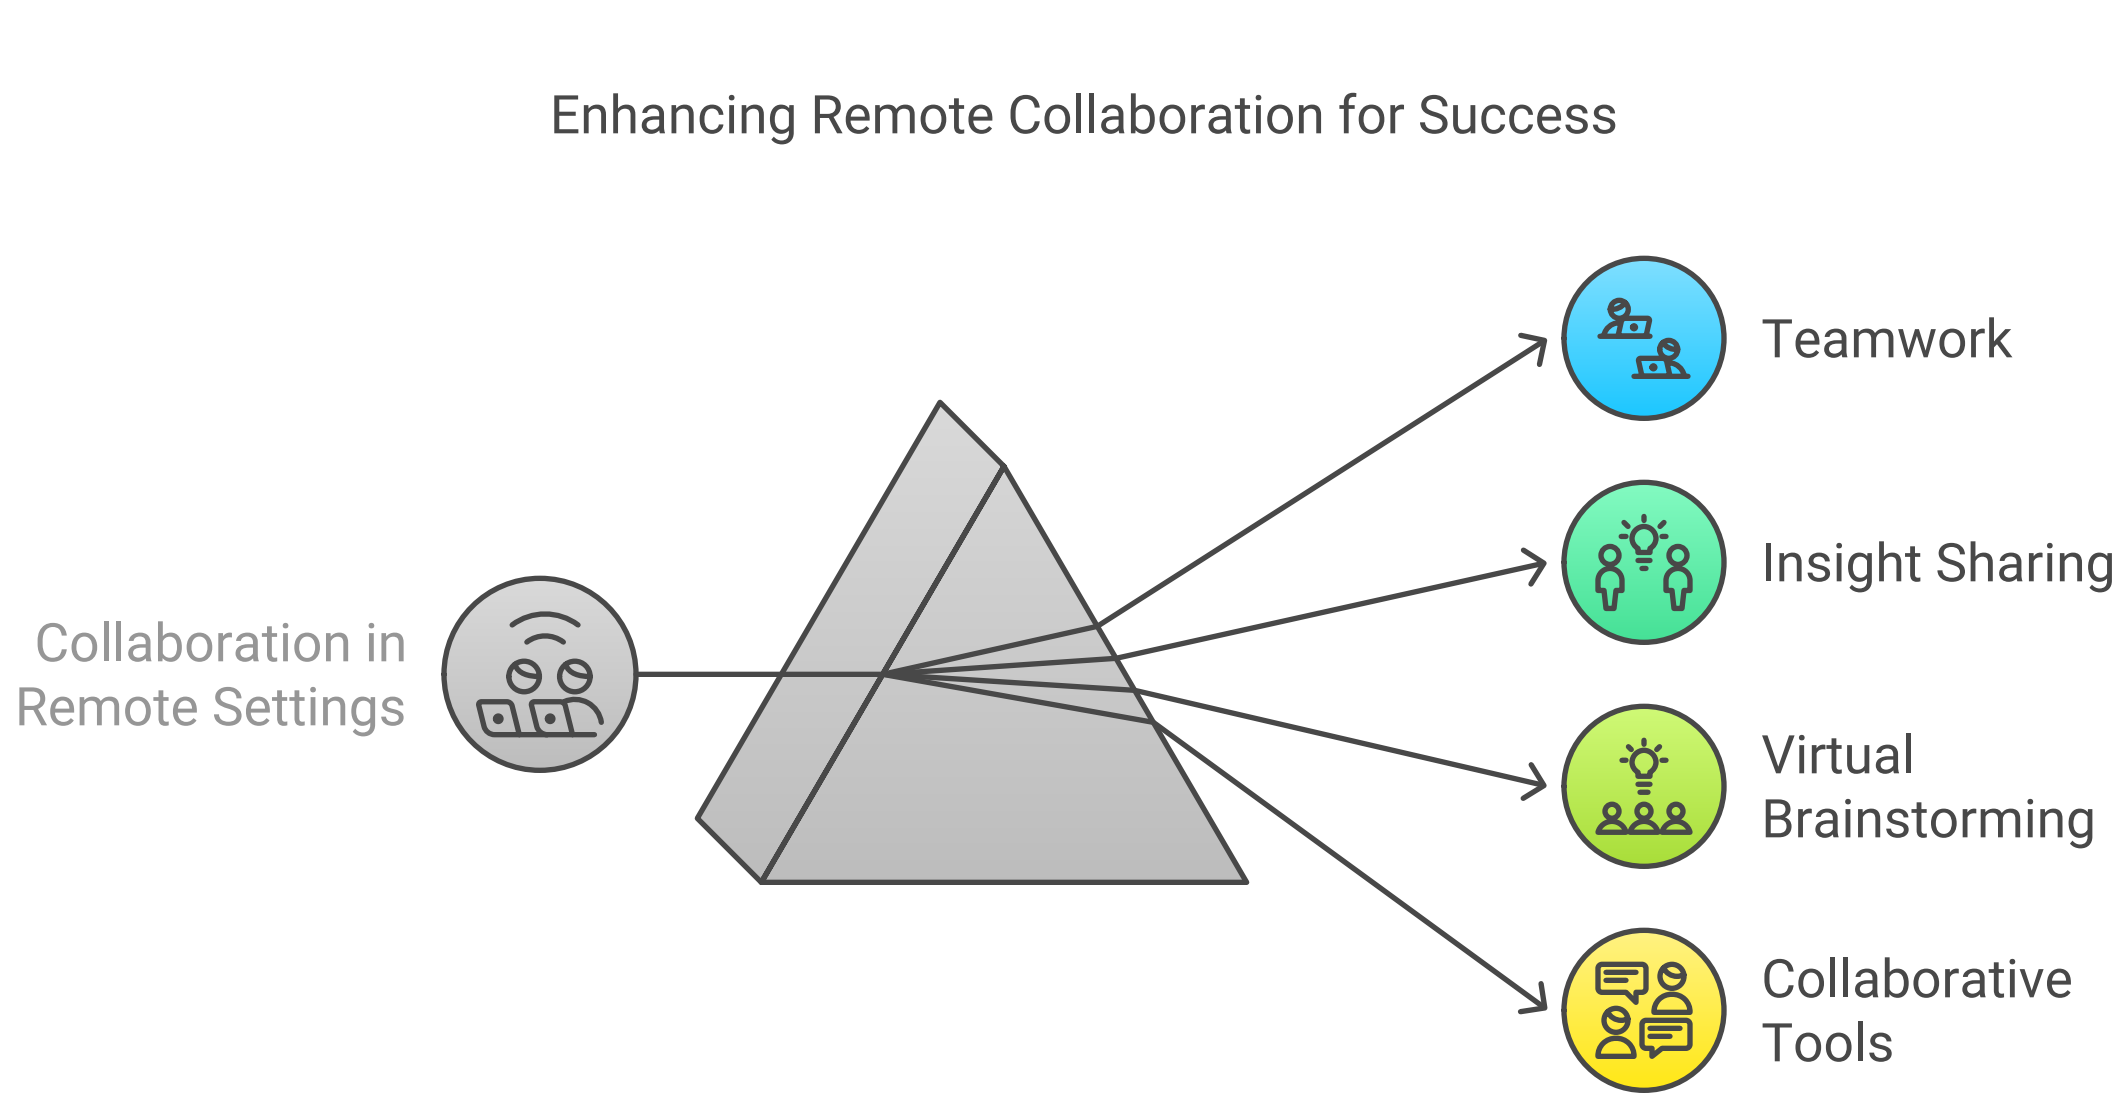 Enhancing Remote Collaboration for Success
Collaboration in
Remote Settings
Teamwork
Insight Sharing
Virtual
Brainstorming
Collaborative
Tools